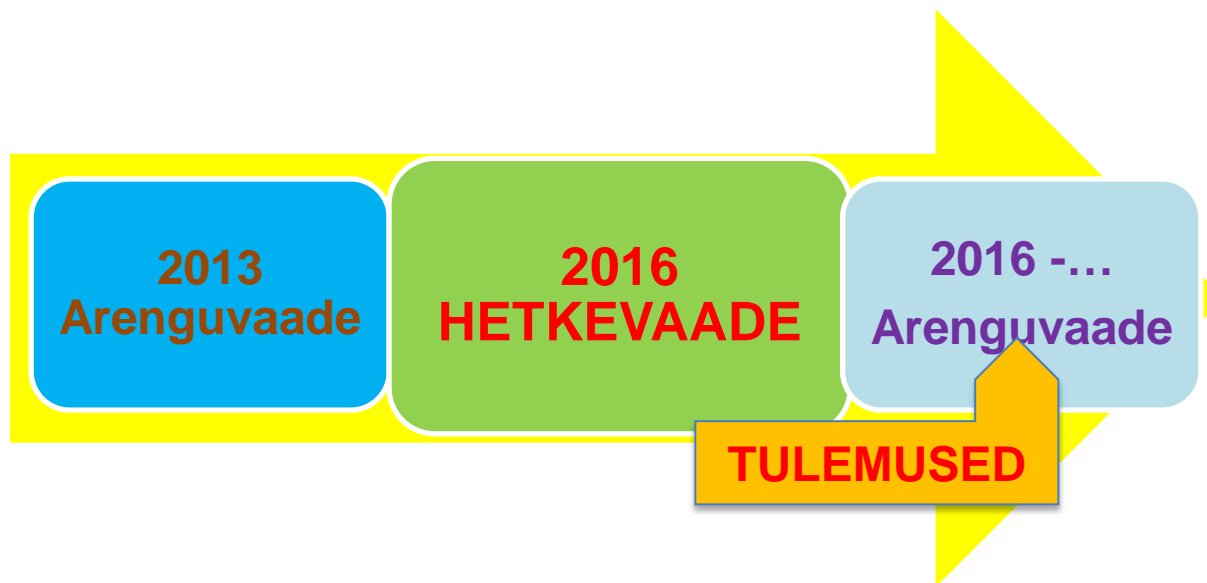 2013
Arenguvaade
2016
HETKEVAADE
2016 -…
Arenguvaade
TULEMUSED